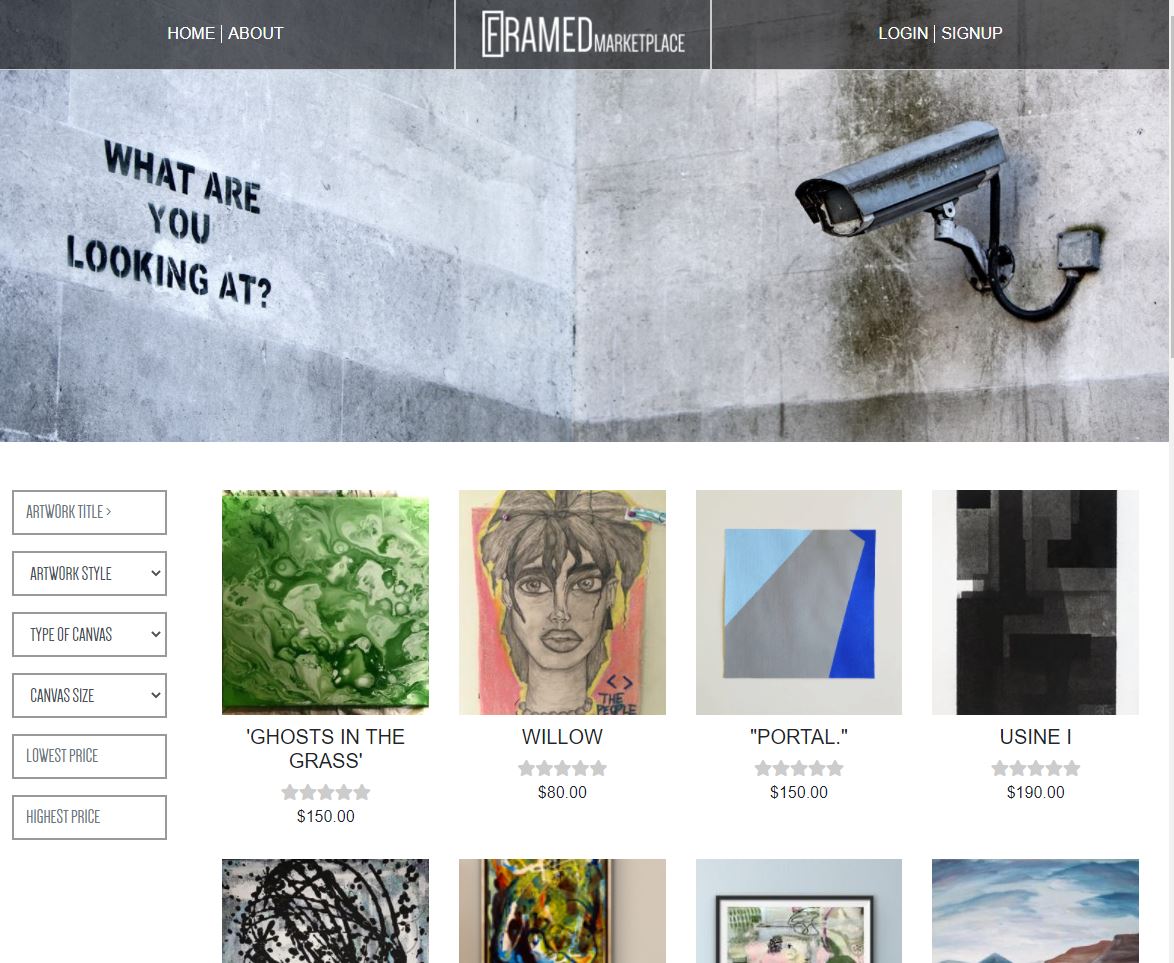 HOME | ABOUT
FRAMED MARKETPLACE
LOGIN | SIGNUP
WHAT ARE
YOU
LOOKING AT?
ARTWORK TITLE >
ARTWORK STYLE
TYPE OF CANVAS
CANVAS SIZE
LOWEST PRICE
HIGHEST PRICE
<>
THE
PEOPLE
'GHOSTS IN THE
GRASS'
$150.00
WILLOW
$80.00
"PORTAL."
$150.00
USINE I
$190.00